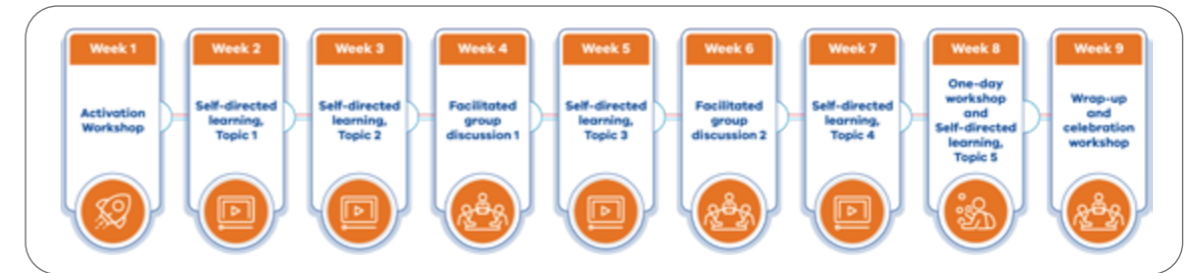 Week 1
Activation
Workshop
Week 2
Self-directed
learning,
Topic 1
Week 3
Self-directed
learning,
Topic 2
Week 4
Facilitated
group
discussion 1
Week 5
Self-directed
learning,
Topic 3
Week 6
Facilitated
group
discussion 2
Week 7
Self-directed
learning,
Topic 4
Week 8
One-day
workshop
and
Self-directed
learning,
Topic 5
Week 9
Wrap-up
and
celebration
workshop